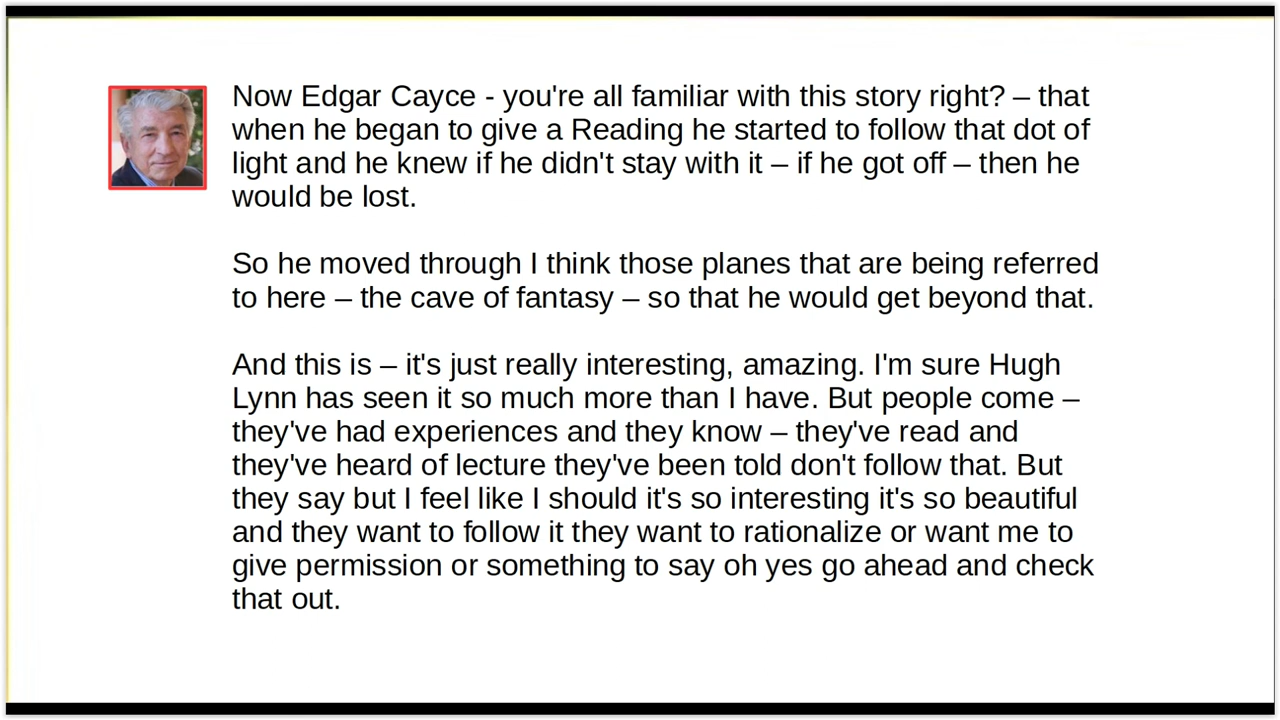 Now Edgar Cayce - you're all familiar with this story right? – that
when he began to give a Reading he started to follow that dot of
light and he knew if he didn't stay with it – if he got off – then he
would be lost.
So he moved through I think those planes that are being referred
to here – the cave of fantasy – so that he would get beyond that.
And this is – it's just really interesting, amazing. I'm sure Hugh
Lynn has seen it so much more than I have. But people come –
they've had experiences and they know – they've read and
they've heard of lecture they've been told don't follow that. But
they say but I feel like I should it's so interesting it's so beautiful
and they want to follow it they want to rationalize or want me to
give permission or something to say oh yes go ahead and check
that out.